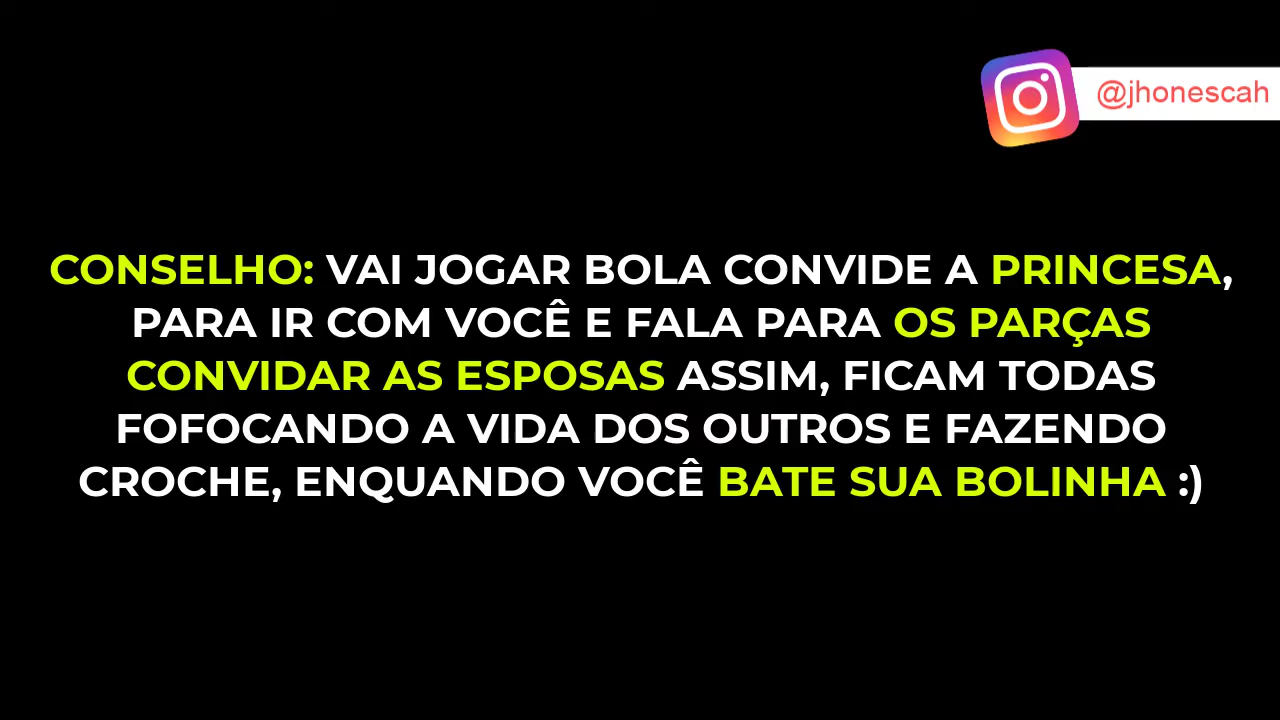 @jhonescah
CONSELHO: VAI JOGAR BOLA CONVIDE A PRINCESA,
PARA IR COM VOCÊ E FALA PARA OS PARÇAS
CONVIDAR AS ESPOSAS ASSIM, FICAM TODAS
FOFOCANDO A VIDA DOS OUTROS E FAZENDO
CROCHE, ENQUANDO VOCÊ BATE SUA BOLINHA :)